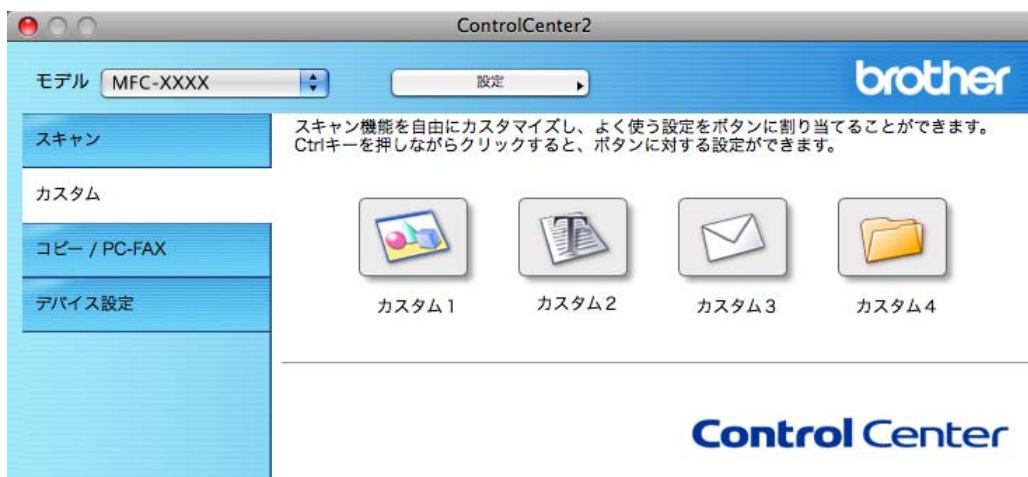 ControlCenter2
モデル MFC-XXXX 設定 brother
スキャン
カスタム
コピー / PC-FAX
デバイス設定
スキャン機能を自由にカスタマイズし、よく使う設定をボタンに割り当てることができます。
Ctrlキーを押しながらクリックすると、ボタンに対する設定ができます。
カスタム1 カスタム2 カスタム3 カスタム4
Control Center